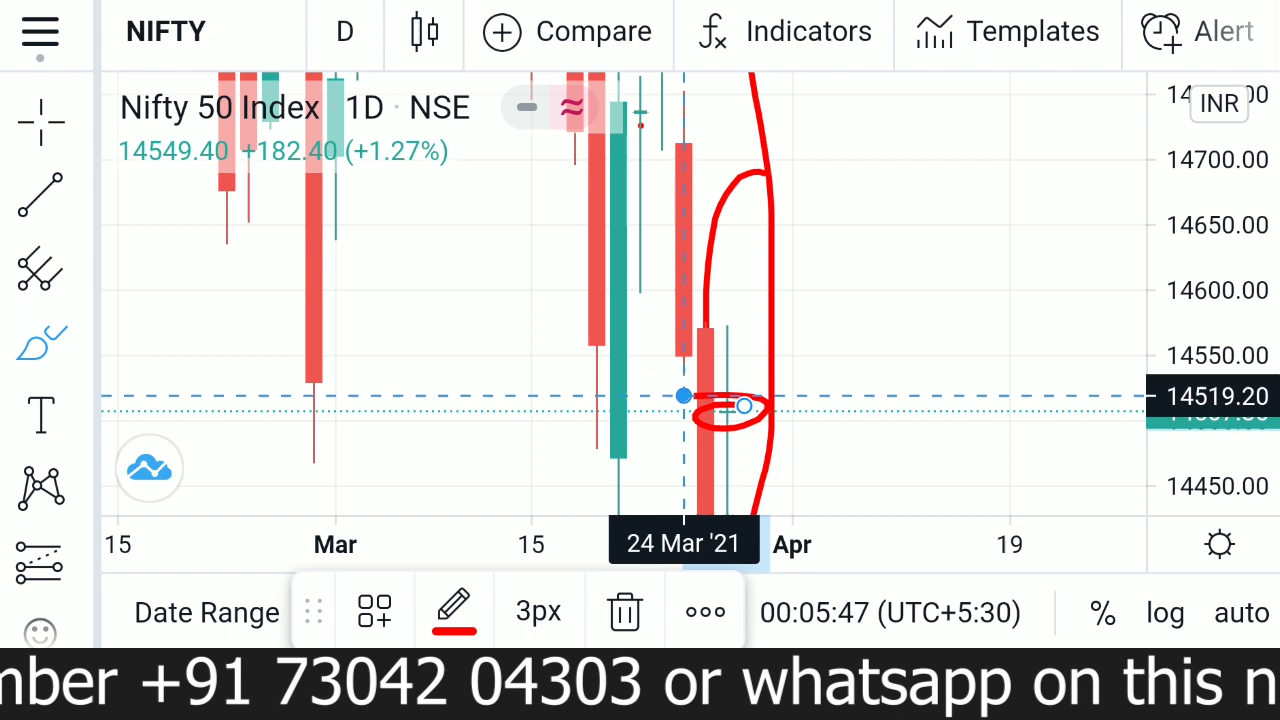 NIFTY D Compare Indicators Templates Alert
Nifty 50 Index 1D · NSE
14549.40 +182.40 (+1.27%)
INR
14700.00
14650.00
14600.00
14550.00
14519.20
14450.00
15 Mar 15 24 Mar '21 Apr 19
Date Range 3px 00:05:47 (UTC+5:30) % log auto
mber +91 73042 04303 or whatsapp on this n